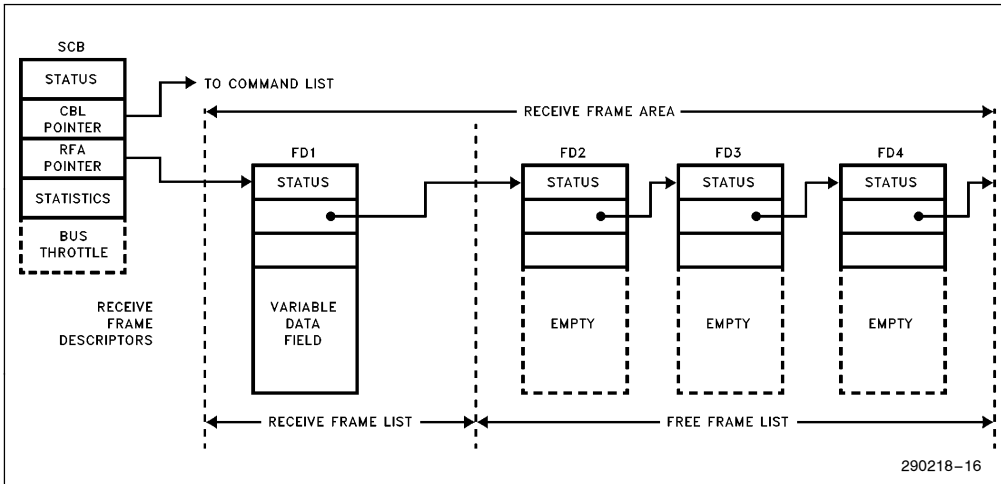 SCB
STATUS
CBL
POINTER
RFA
POINTER
STATISTICS
BUS
THROTTLE
TO COMMAND LIST
RECEIVE FRAME AREA
RECEIVE
FRAME
DESCRIPTORS
FD1
STATUS
VARIABLE
DATA
FIELD
FD2
STATUS
EMPTY
FD3
STATUS
EMPTY
FD4
STATUS
EMPTY
RECEIVE FRAME LIST
FREE FRAME LIST
290218–16